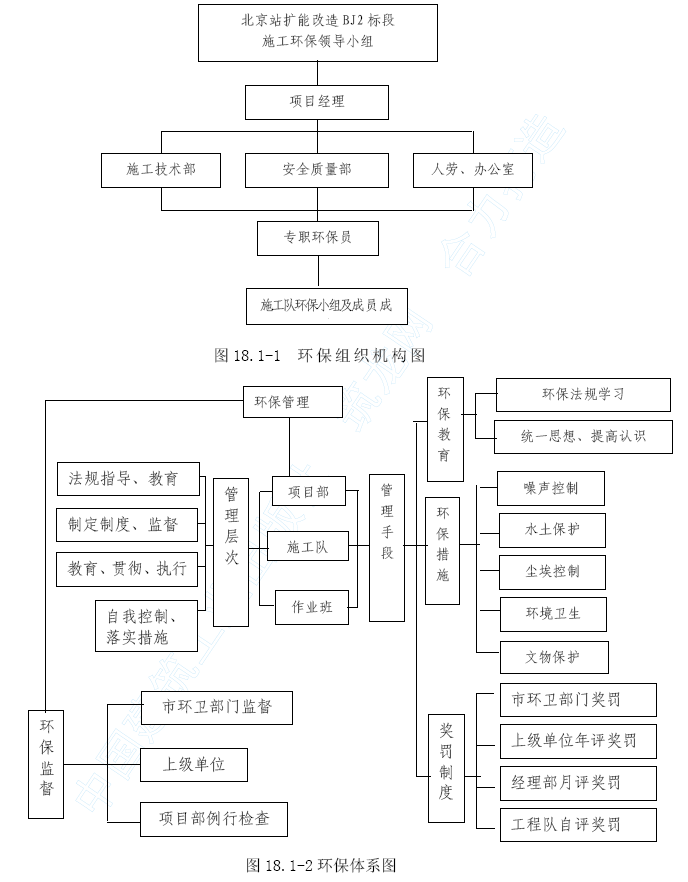 北京站扩能改造 BJ2 标段
施工环保领导小组
项目经理
施工技术部
安全质量部
人劳、办公室
专职环保员
施工队环保小组及成员成
图 18.1-1 环保组织机构图
环保管理
环保教育
环保法规学习
统一思想、提高认识
法规指导、教育
制定制度、监督
教育、贯彻、执行
自我控制、
落实措施
管理层次
项目部
施工队
作业班
管理手段
环保措施
噪声控制
水土保护
尘埃控制
环境卫生
文物保护
环保监督
市环卫部门监督
上级单位
项目部例行检查
奖罚制度
市环卫部门奖罚
上级单位年评奖罚
经理部月评奖罚
工程队自评奖罚
图 18.1-2 环保体系图